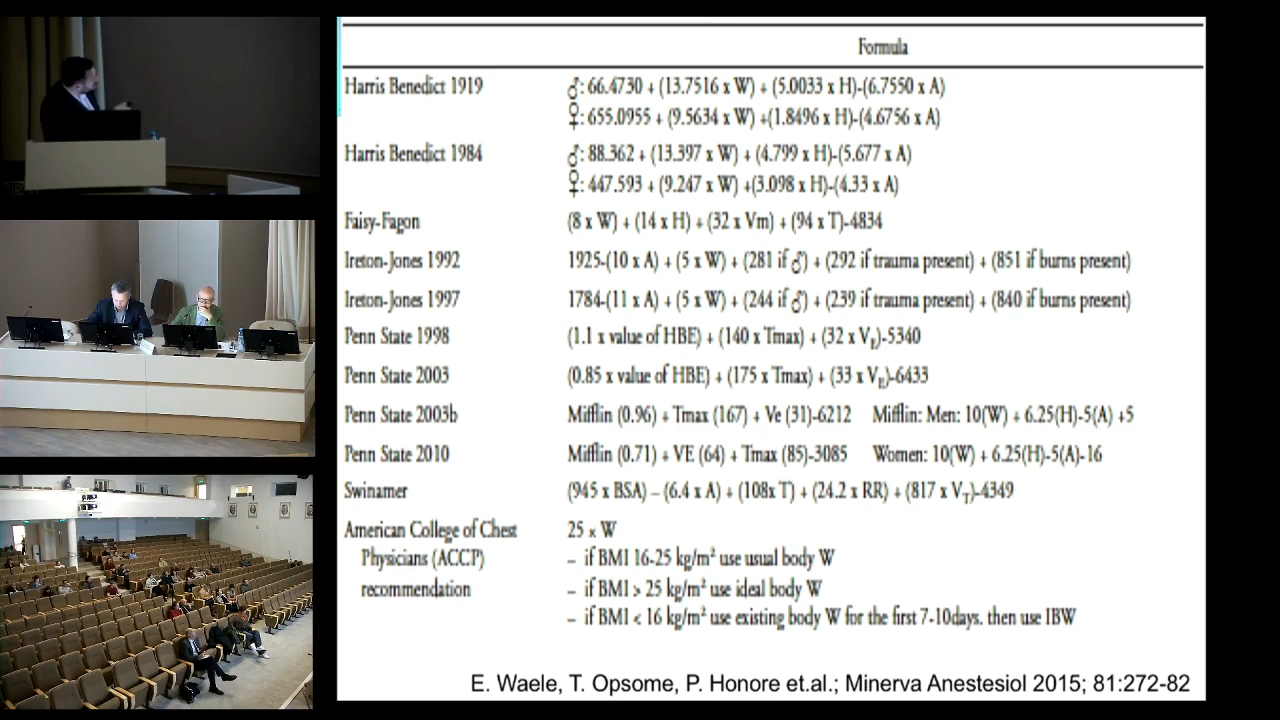 Formula
Harris Benedict 1919 ♂: 66.4730 + (13.7516 x W) + (5.0033 x H)-(6.7550 x A)
♀: 655.0955 + (9.5634 x W) +(1.8496 x H)-(4.6756 x A)
Harris Benedict 1984 ♂: 88.362 + (13.397 x W) + (4.799 x H)-(5.677 x A)
♀: 447.593 + (9.247 x W) +(3.098 x H)-(4.33 x A)
Faisy-Fagon (8 x W) + (14 x H) + (32 x Vm) + (94 x T)-4834
Ireton-Jones 1992 1925-(10 x A) + (5 x W) + (281 if ♂) + (292 if trauma present) + (851 if burns present)
Ireton-Jones 1997 1784-(11 x A) + (5 x W) + (244 if ♂) + (239 if trauma present) + (840 if burns present)
Penn State 1998 (1.1 x value of HBE) + (140 x Tmax) + (32 x VE)-5340
Penn State 2003 (0.85 x value of HBE) + (175 x Tmax) + (33 x VE)-6433
Penn State 2003b Mifflin (0.96) + Tmax (167) + Ve (31)-6212 Mifflin: Men: 10(W) + 6.25(H)-5(A) +5
Penn State 2010 Mifflin (0.71) + VE (64) + Tmax (85)-3085 Women: 10(W) + 6.25(H)-5(A)-16
Swinamer (945 x BSA) – (6.4 x A) + (108x T) + (24.2 x RR) + (817 x VT)-4349
American College of Chest 25 x W
Physicians (ACCP) – if BMI 16-25 kg/m² use usual body W
recommendation – if BMI > 25 kg/m² use ideal body W
– if BMI < 16 kg/m² use existing body W for the first 7-10days. then use IBW
E. Waele, T. Opsome, P. Honore et.al.; Minerva Anestesiol 2015; 81:272-82